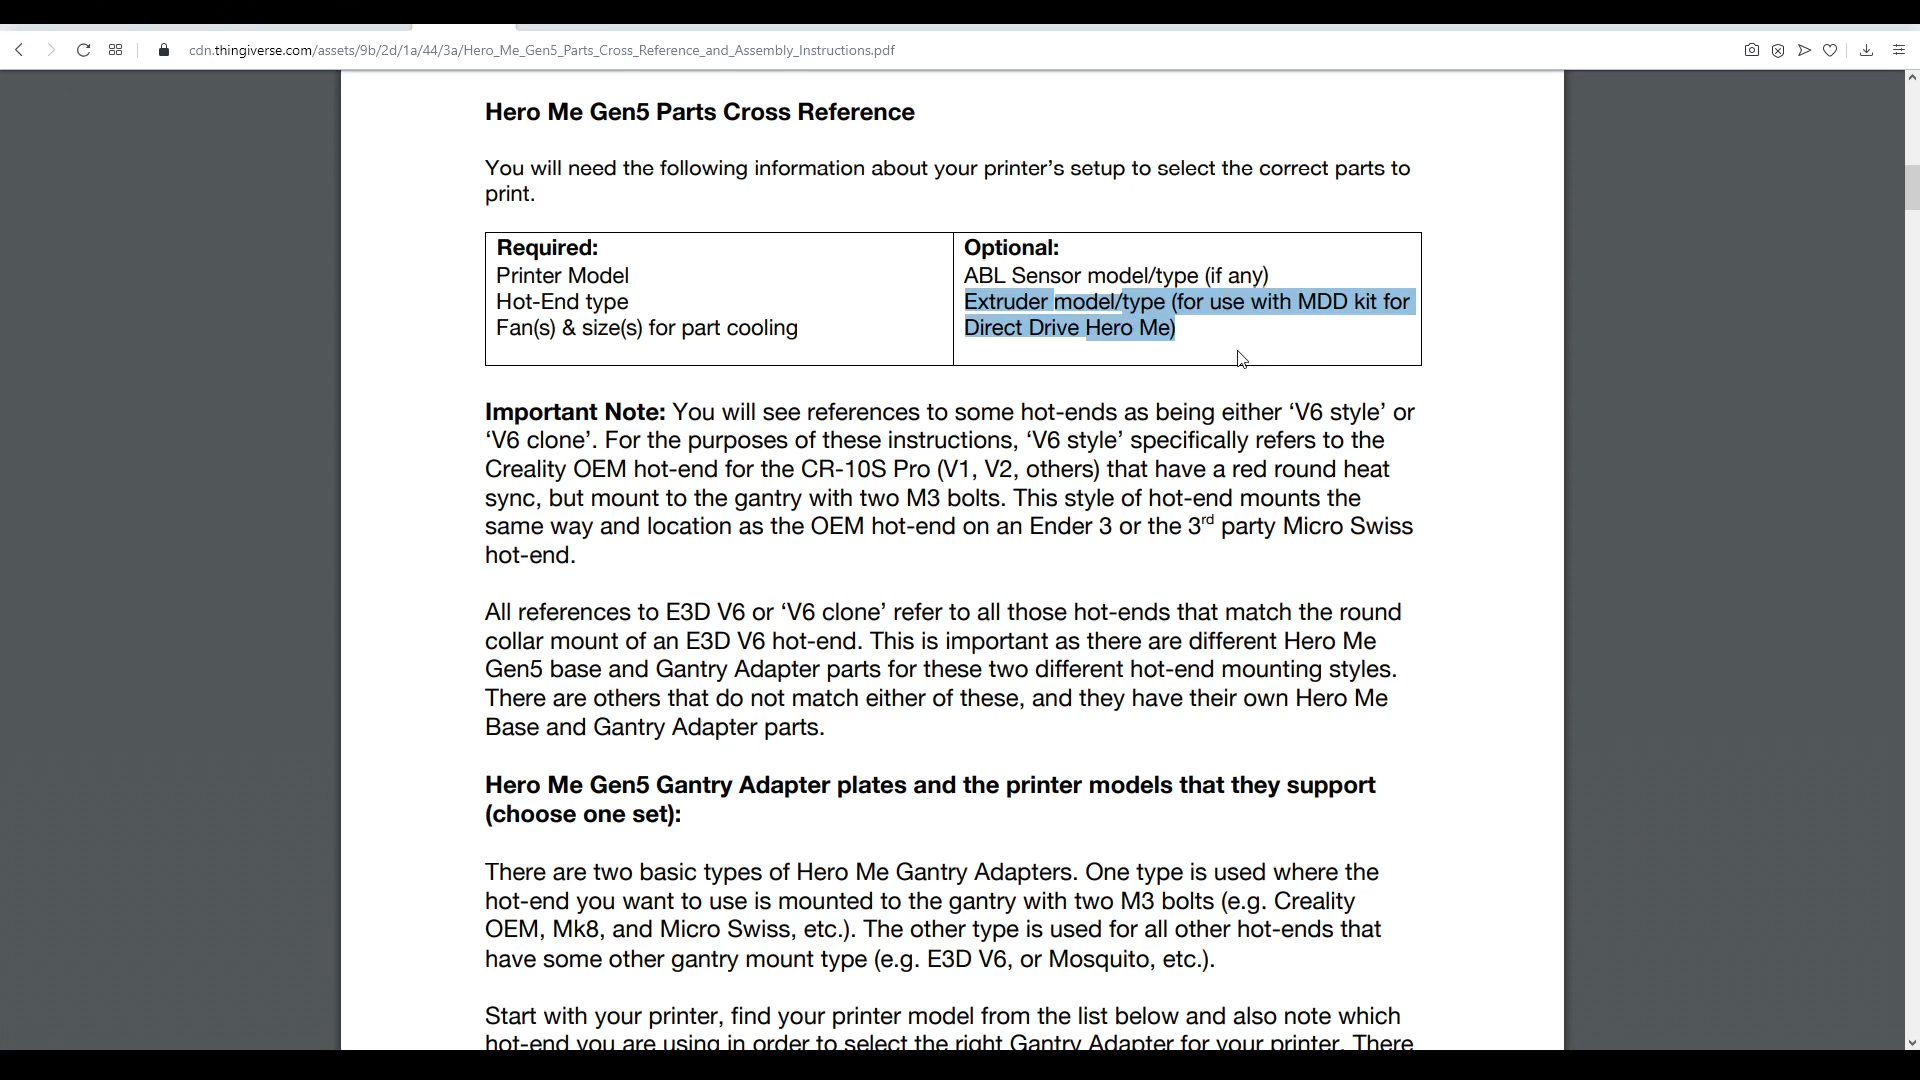 cdn.thingiverse.com/assets/9b/2d/1a/44/3a/Hero_Me_Gen5_Parts_Cross_Reference_and_Assembly_Instructions.pdf
Hero Me Gen5 Parts Cross Reference
You will need the following information about your printer’s setup to select the correct parts to
print.
Required:
Printer Model
Hot-End type
Fan(s) & size(s) for part cooling
Optional:
ABL Sensor model/type (if any)
Extruder model/type (for use with MDD kit for
Direct Drive Hero Me)
Important Note: You will see references to some hot-ends as being either ‘V6 style’ or
‘V6 clone’. For the purposes of these instructions, ‘V6 style’ specifically refers to the
Creality OEM hot-end for the CR-10S Pro (V1, V2, others) that have a red round heat
sync, but mount to the gantry with two M3 bolts. This style of hot-end mounts the
same way and location as the OEM hot-end on an Ender 3 or the 3rd party Micro Swiss
hot-end.
All references to E3D V6 or ‘V6 clone’ refer to all those hot-ends that match the round
collar mount of an E3D V6 hot-end. This is important as there are different Hero Me
Gen5 base and Gantry Adapter parts for these two different hot-end mounting styles.
There are others that do not match either of these, and they have their own Hero Me
Base and Gantry Adapter parts.
Hero Me Gen5 Gantry Adapter plates and the printer models that they support
(choose one set):
There are two basic types of Hero Me Gantry Adapters. One type is used where the
hot-end you want to use is mounted to the gantry with two M3 bolts (e.g. Creality
OEM, Mk8, and Micro Swiss, etc.). The other type is used for all other hot-ends that
have some other gantry mount type (e.g. E3D V6, or Mosquito, etc.).
Start with your printer, find your printer model from the list below and also note which
hot-end you are using in order to select the right Gantry Adapter for your printer. There